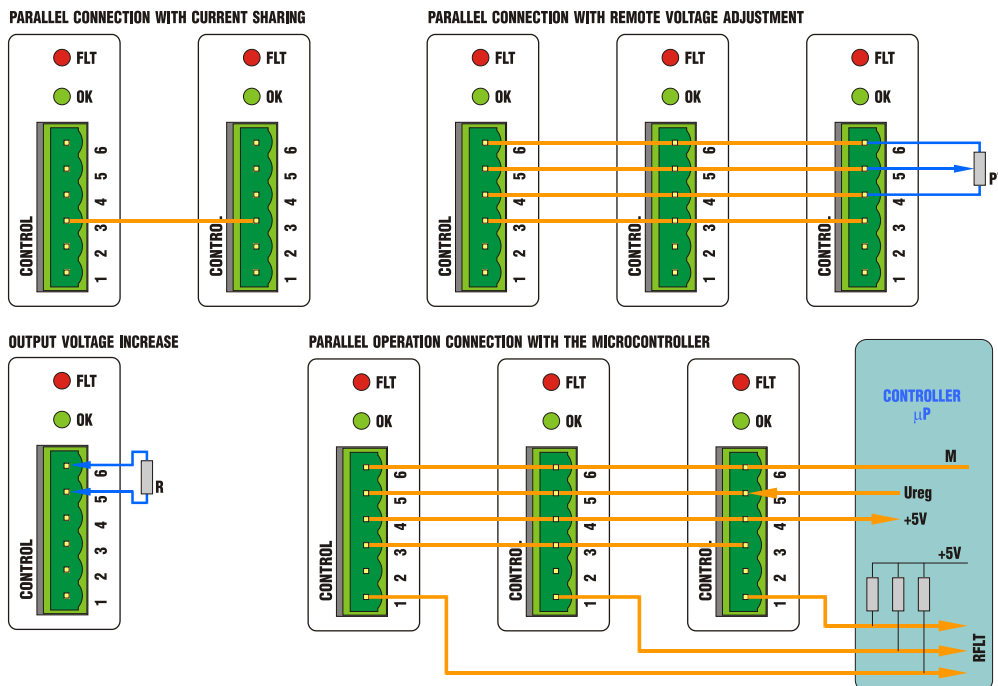 PARALLEL CONNECTION WITH CURRENT SHARING
FLT
OK
CONTROL
6
5
4
3
2
1
FLT
OK
CONTROL
6
5
4
3
2
1
PARALLEL CONNECTION WITH REMOTE VOLTAGE ADJUSTMENT
FLT
OK
CONTROL
6
5
4
3
2
1
FLT
OK
CONTROL
6
5
4
3
2
1
FLT
OK
CONTROL
6
5
4
3
2
1
P
OUTPUT VOLTAGE INCREASE
FLT
OK
CONTROL
6
5
4
3
2
1
R
PARALLEL OPERATION CONNECTION WITH THE MICROCONTROLLER
FLT
OK
CONTROL
6
5
4
3
2
1
FLT
OK
CONTROL
6
5
4
3
2
1
FLT
OK
CONTROL
6
5
4
3
2
1
CONTROLLER
µP
M
Ureg
+5V
+5V
RFLT